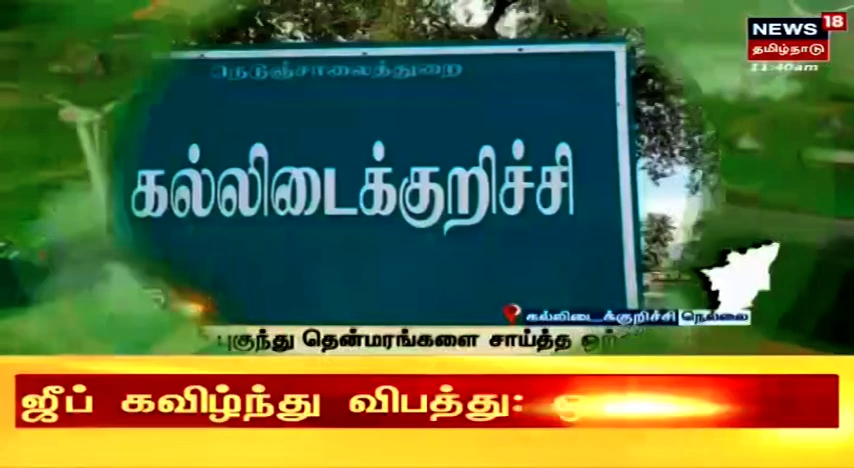 NEWS 18
தமிழ்நாடு
11:40am
நெடுஞ்சாலைத்துறை
கல்லிடைக்குறிச்சி
கல்லிடைக்குறிச்சி நெல்லை
புகுந்து தென்மரங்களை சாய்த்த
ஜீப் கவிழ்ந்து விபத்து: